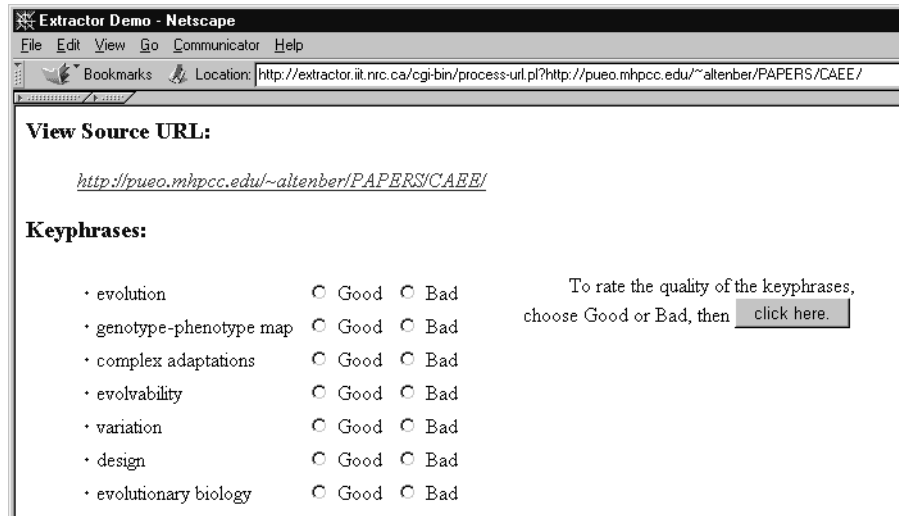 Extractor Demo - Netscape
File Edit View Go Communicator Help
Bookmarks Location: http://extractor.iit.nrc.ca/cgi-bin/process-url.pl?http://pueo.mhpcc.edu/~altenber/PAPERS/CAEE/
View Source URL:
http://pueo.mhpcc.edu/~altenber/PAPERS/CAEE/
Keyphrases:
· evolution Good Bad
· genotype-phenotype map Good Bad
· complex adaptations Good Bad
· evolvability Good Bad
· variation Good Bad
· design Good Bad
· evolutionary biology Good Bad
To rate the quality of the keyphrases,
choose Good or Bad, then click here.